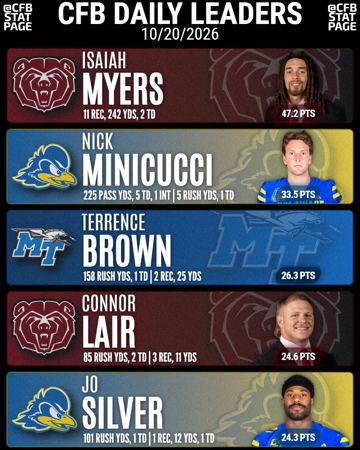 @CFB
STAT
PAGE
CFB DAILY LEADERS
10/20/2026
@CFB
STAT
PAGE
ISAIAH
MYERS
11 REC, 242 YDS, 2 TD
47.2 PTS
NICK
MINICUCCI
225 PASS YDS, 5 TD, 1 INT | 5 RUSH YDS, 1 TD
33.5 PTS
MT
TERRENCE
BROWN
158 RUSH YDS, 1 TD | 2 REC, 25 YDS
26.3 PTS
CONNOR
LAIR
85 RUSH YDS, 2 TD | 3 REC, 11 YDS
24.6 PTS
JO
SILVER
101 RUSH YDS, 1 TD | 1 REC, 12 YDS, 1 TD
24.3 PTS